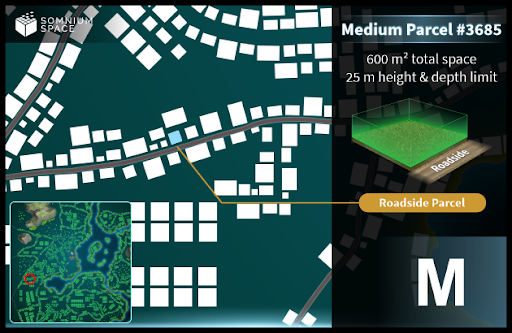 SOMNIUM
SPACE
Medium Parcel #3685
600 m² total space
25 m height & depth limit
Roadside
Roadside Parcel
M